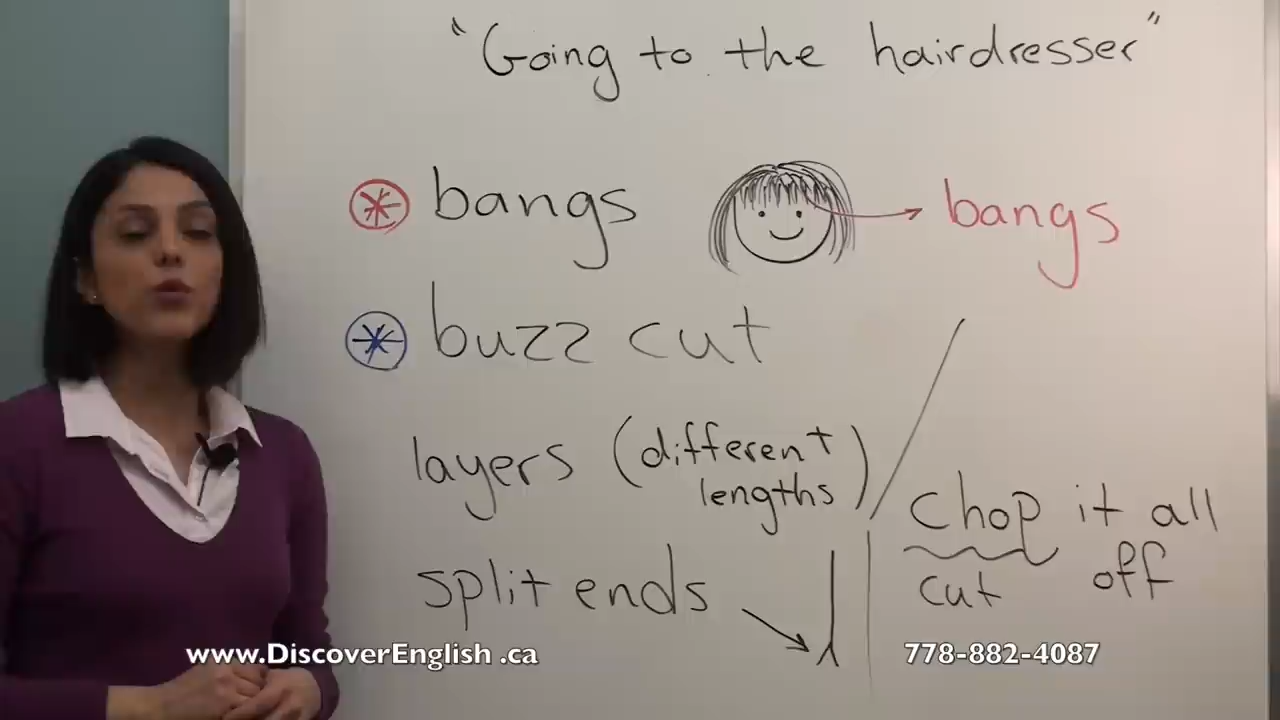 "Going to the hairdresser"
bangs
bangs
buzz cut
layers (different
lengths)
split ends
chop it all
off
cut
www.DiscoverEnglish .ca
778-882-4087